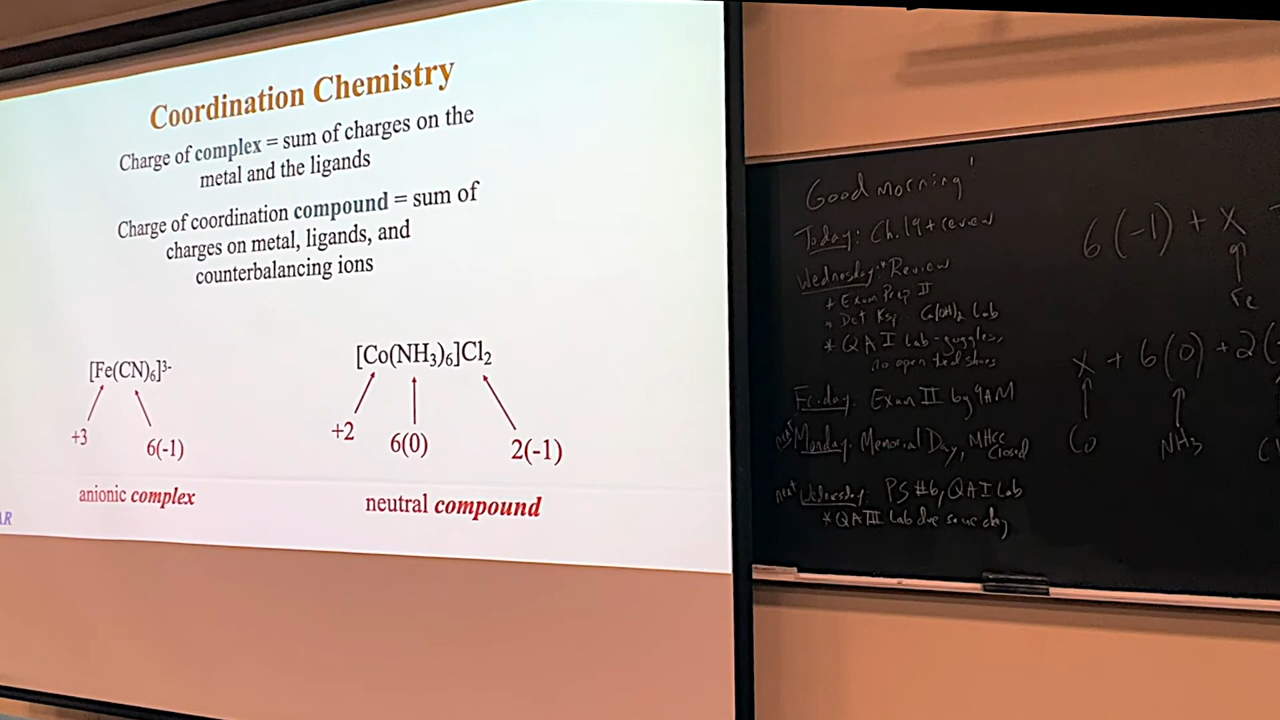 Coordination Chemistry
Charge of complex = sum of charges on the
metal and the ligands
Charge of coordination compound = sum of
charges on metal, ligands, and
counterbalancing ions
[Fe(CN)₆]³⁻
+3
6(-1)
anionic complex
[Co(NH₃)₆]Cl₂
+2
6(0)
2(-1)
neutral compound
AR
Good morning!
Today: Ch. 19 + review
Wednesday: * Review
+ Exam Prep II
* Det Ksp Ca(OH)₂ Lab
* QA I Lab - goggles,
no open toed shoes
Friday: Exam II by 9AM
next Monday: Memorial Day, MHCC
Closed
next Wednesday: PS #6, QA I Lab
* QA III Lab due same day
6(-1) + x
↑
Fe
x + 6(0) + 2(
↑ ↑
Co NH₃